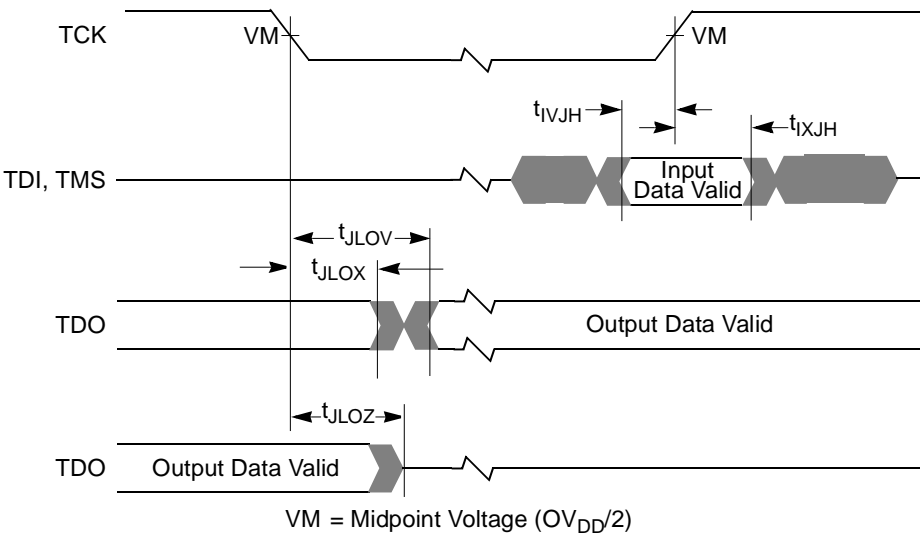 TCK
VM
VM
tIVJH
tIXJH
TDI, TMS
Input
Data Valid
tJLOV
tJLOX
TDO
Output Data Valid
tJLOZ
TDO
Output Data Valid
VM = Midpoint Voltage (OVDD/2)